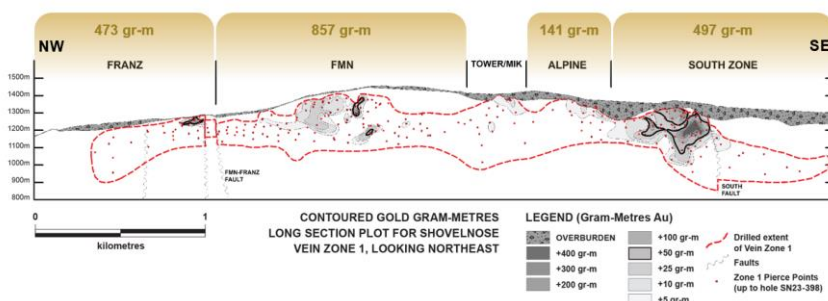 473 gr-m
857 gr-m
141 gr-m
497 gr-m
NW
SE
FRANZ
FMN
TOWER/MIK
ALPINE
SOUTH ZONE
1500m
1400m
1300m
1200m
1100m
1000m
900m
800m
FMN-FRANZ
FAULT
SOUTH
FAULT
0
1
kilometres
CONTOURED GOLD GRAM-METRES
LONG SECTION PLOT FOR SHOVELNOSE
VEIN ZONE 1, LOOKING NORTHEAST
LEGEND (Gram-Metres Au)
OVERBURDEN
+400 gr-m
+300 gr-m
+200 gr-m
+100 gr-m
+50 gr-m
+25 gr-m
+10 gr-m
+5 gr-m
Drilled extent
of Vein Zone 1
Faults
Zone 1 Pierce Points
(up to hole SN23-398)